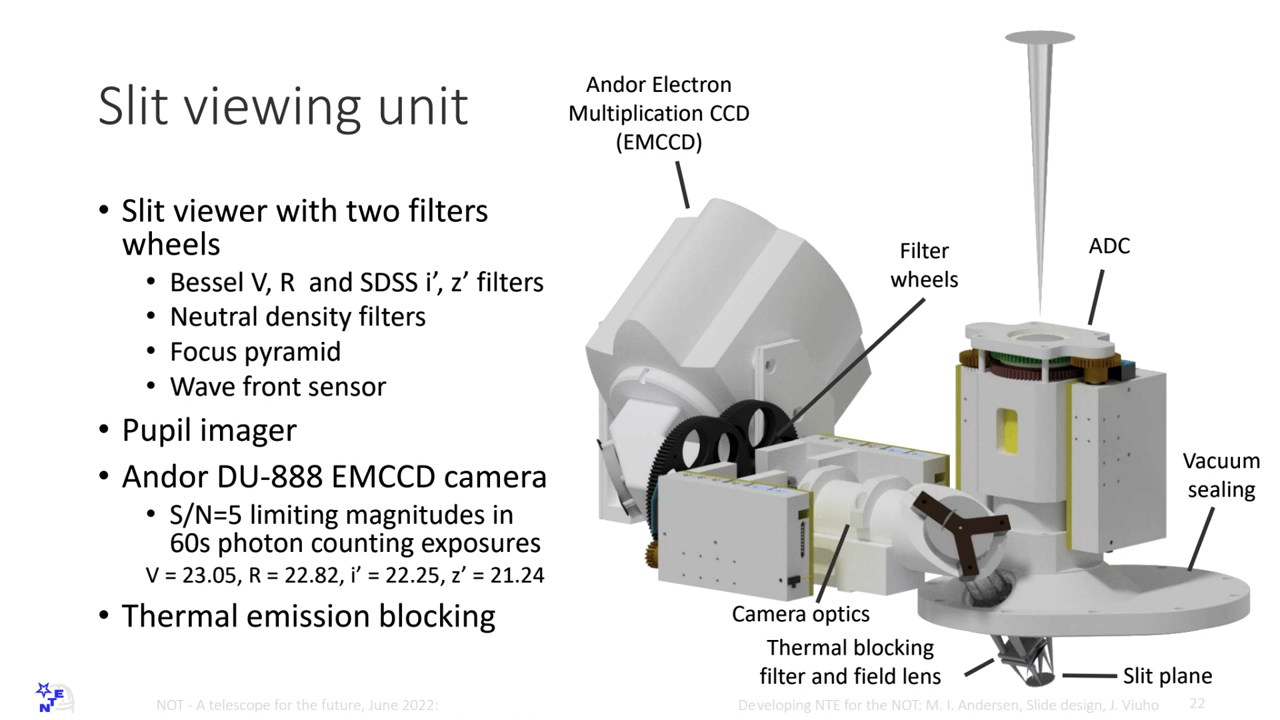 Slit viewing unit
• Slit viewer with two filters
wheels
• Bessel V, R and SDSS i’, z’ filters
• Neutral density filters
• Focus pyramid
• Wave front sensor
• Pupil imager
• Andor DU-888 EMCCD camera
• S/N=5 limiting magnitudes in
60s photon counting exposures
V = 23.05, R = 22.82, i’ = 22.25, z’ = 21.24
• Thermal emission blocking
Andor Electron
Multiplication CCD
(EMCCD)
Filter
wheels
ADC
Vacuum
sealing
Camera optics
Thermal blocking
filter and field lens
Slit plane
NTE
NOT - A telescope for the future, June 2022:
Developing NTE for the NOT: M. I. Andersen, Slide design, J. Viuho
22